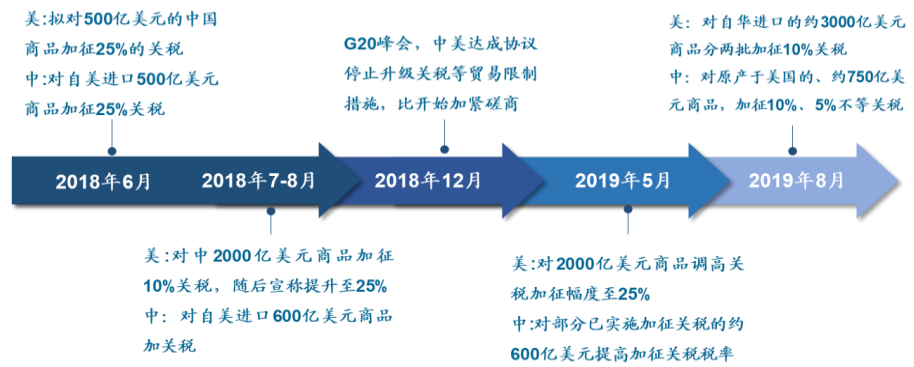 美:拟对500亿美元的中国
商品加征25%的关税
中:对自美进口500亿美元
商品加征25%关税
G20峰会，中美达成协议
停止升级关税等贸易限制
措施，比开始加紧磋商
美：对自华进口的约3000亿美元
商品分两批加征10%关税
中：对原产于美国的、约750亿美
元商品，加征10%、5%不等关税
2018年6月
2018年7-8月
2018年12月
2019年5月
2019年8月
美:对中2000亿美元商品加征
10%关税，随后宣称提升至25%
中：对自美进口600亿美元商品
加关税
美:对2000亿美元商品调高关
税加征幅度至25%
中:对部分已实施加征关税的约
600亿美元提高加征关税税率